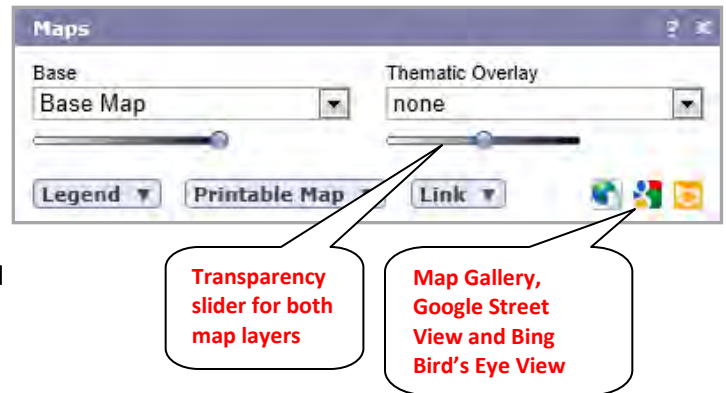 Maps ? x
Base Thematic Overlay
Base Map none
Legend Printable Map Link
Transparency
slider for both
map layers
Map Gallery,
Google Street
View and Bing
Bird's Eye View